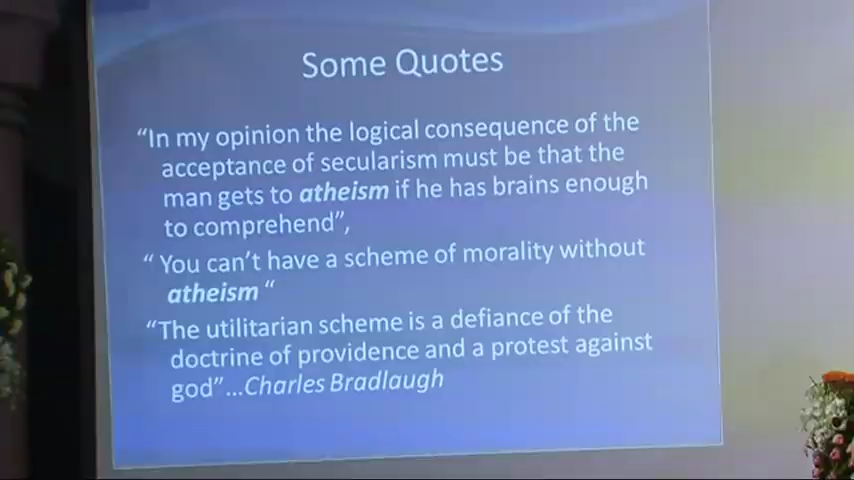 Some Quotes
“In my opinion the logical consequence of the
acceptance of secularism must be that the
man gets to atheism if he has brains enough
to comprehend”,
“ You can’t have a scheme of morality without
atheism “
“The utilitarian scheme is a defiance of the
doctrine of providence and a protest against
god”...Charles Bradlaugh